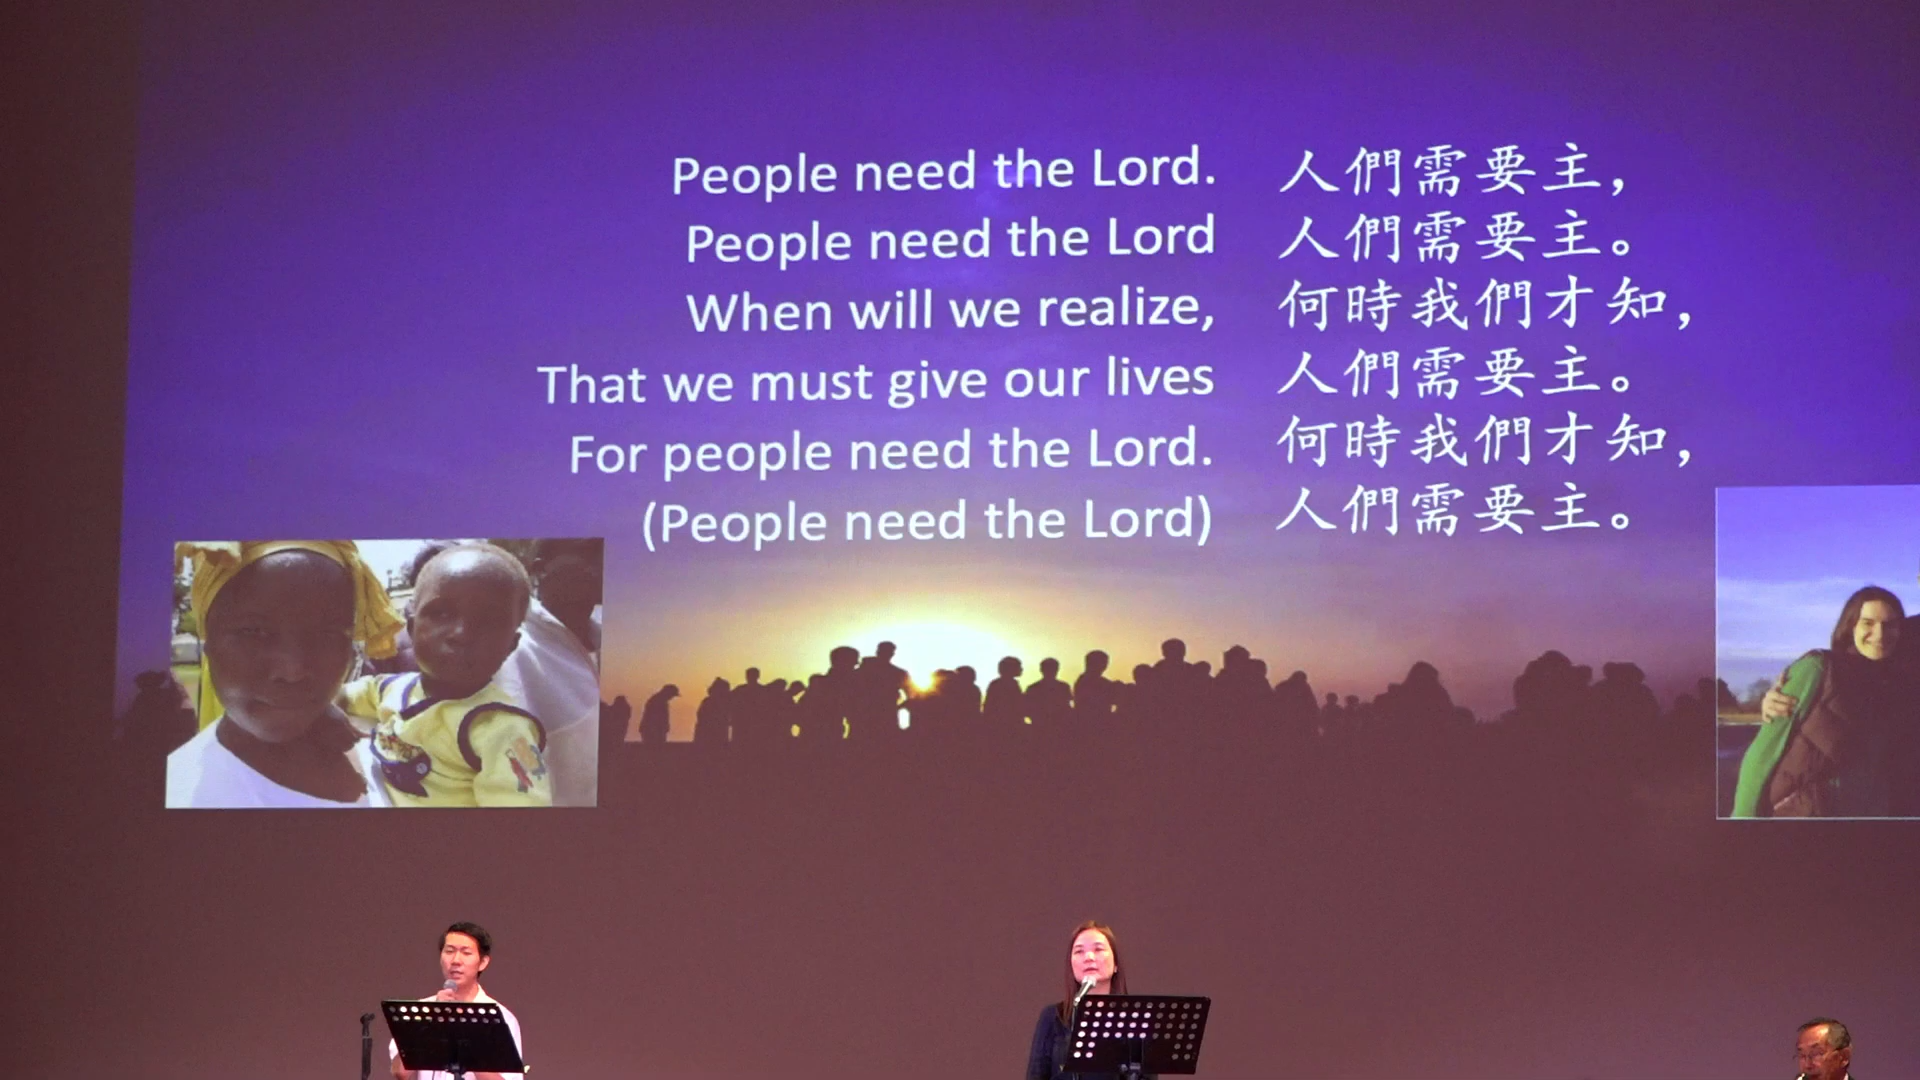 People need the Lord.
People need the Lord
When will we realize,
That we must give our lives
For people need the Lord.
(People need the Lord)
人們需要主，
人們需要主。
何時我們才知，
人們需要主。
何時我們才知，
人們需要主。